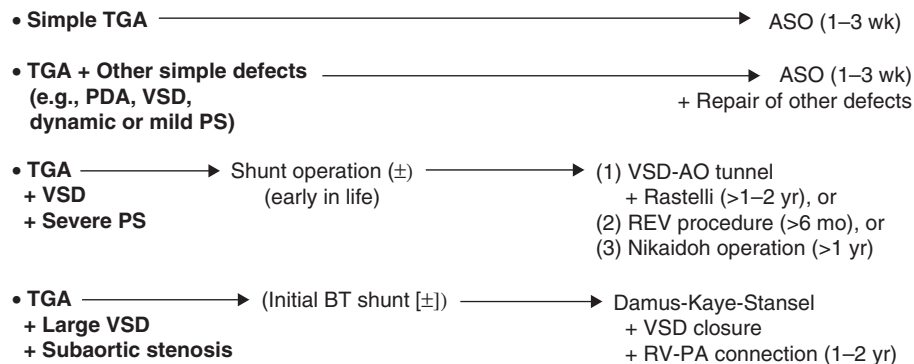 • Simple TGA ASO (1–3 wk)
• TGA + Other simple defects ASO (1–3 wk)
(e.g., PDA, VSD, + Repair of other defects
dynamic or mild PS)
• TGA Shunt operation (±) (1) VSD-AO tunnel
+ VSD (early in life) + Rastelli (>1–2 yr), or
+ Severe PS (2) REV procedure (>6 mo), or
(3) Nikaidoh operation (>1 yr)
• TGA (Initial BT shunt [±]) Damus-Kaye-Stansel
+ Large VSD + VSD closure
+ Subaortic stenosis + RV-PA connection (1–2 yr)